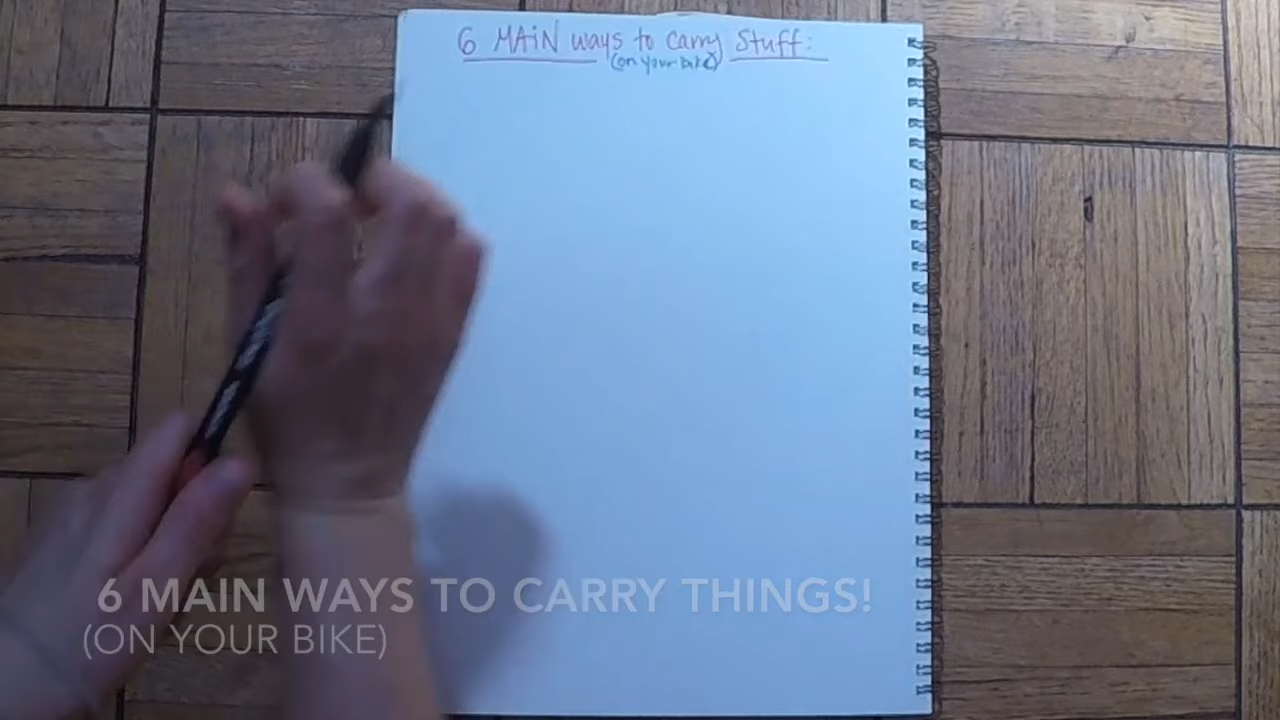 6 MAiN ways to Carry Stuff:
(on your bike)
6 MAIN WAYS TO CARRY THINGS!
(ON YOUR BIKE)